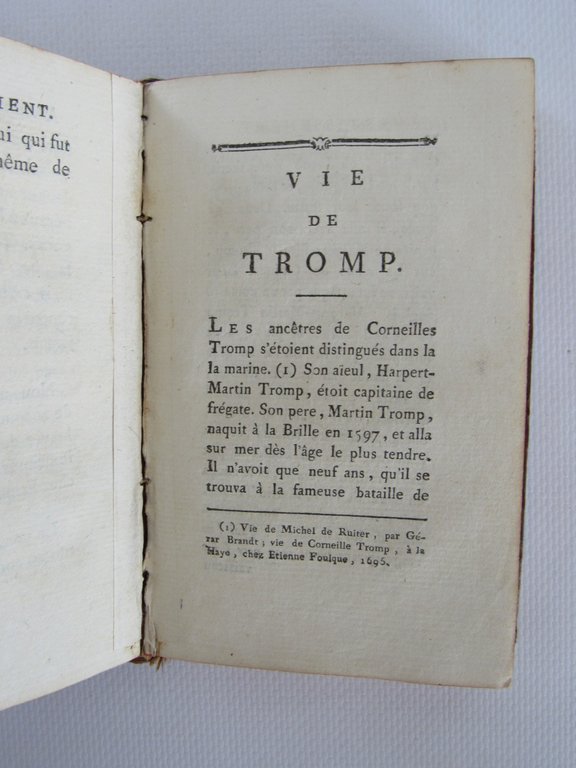 IENT.
ui qui fut
ême de
VIE
DE
TROMP.
LES ancêtres de Corneilles
Tromp s'étoient distingués dans la
la marine. (1) Son aïeul, Harpert-
Martin Tromp, étoit capitaine de
frégate. Son pere, Martin Tromp,
naquit à la Brille en 1597, et alla
sur mer dès l'âge le plus tendre.
Il n'avoit que neuf ans, qu'il se
trouva à la fameuse bataille de
(1) Vie de Michel de Ruiter, par Gé-
rar Brandt; vie de Corneille Tromp, à la
Haye, chez Etienne Foulque, 1695.